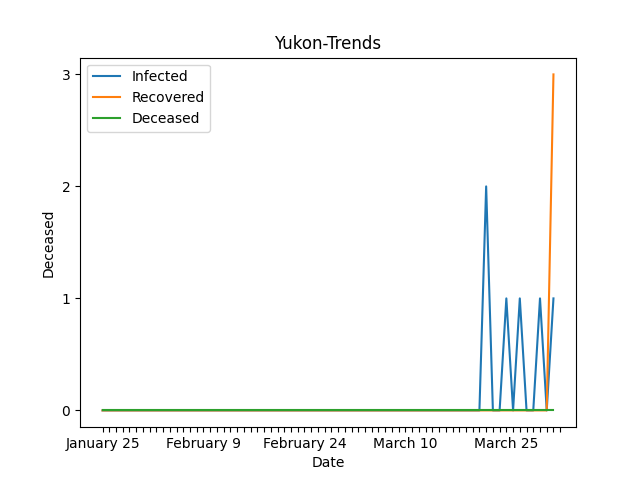 Yukon-Trends
Infected
Recovered
Deceased
3
2
1
0
Deceased
January 25
February 9
February 24
March 10
March 25
Date